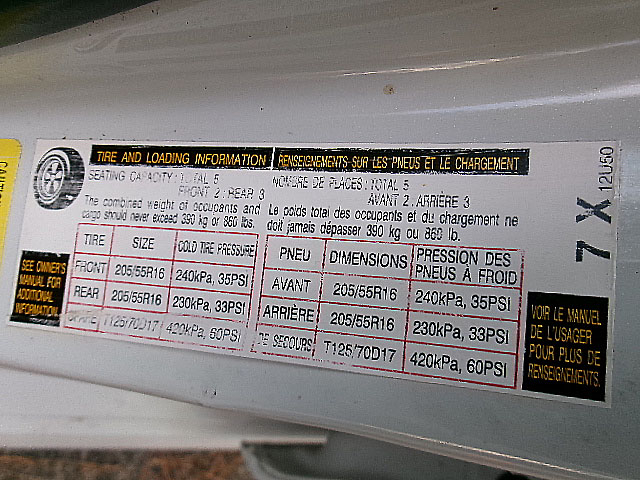 TIRE AND LOADING INFORMATION
RENSEIGNEMENTS SUR LES PNEUS ET LE CHARGEMENT
SEATING CAPACITY : TOTAL 5
FRONT 2 : REAR 3
The combined weight of occupants and
cargo should never exceed 390 kg or 860 lbs.
NOMBRE DE PLACES : TOTAL 5
AVANT 2 : ARRIÈRE 3
Le poids total des occupants et du chargement ne
doit jamais dépasser 390 kg ou 860 lb.
TIRE SIZE COLD TIRE PRESSURE
FRONT 205/55R16 240kPa, 35PSI
REAR 205/55R16 230kPa, 33PSI
SPARE T125/70D17 420kPa, 60PSI
PNEU DIMENSIONS PRESSION DES PNEUS À FROID
AVANT 205/55R16 240kPa, 35PSI
ARRIÈRE 205/55R16 230kPa, 33PSI
DE SECOURS T125/70D17 420kPa, 60PSI
SEE OWNER'S
MANUAL FOR
ADDITIONAL
INFORMATION.
VOIR LE MANUEL
DE L'USAGER
POUR PLUS DE
RENSEIGNEMENTS.
7 X
12U50